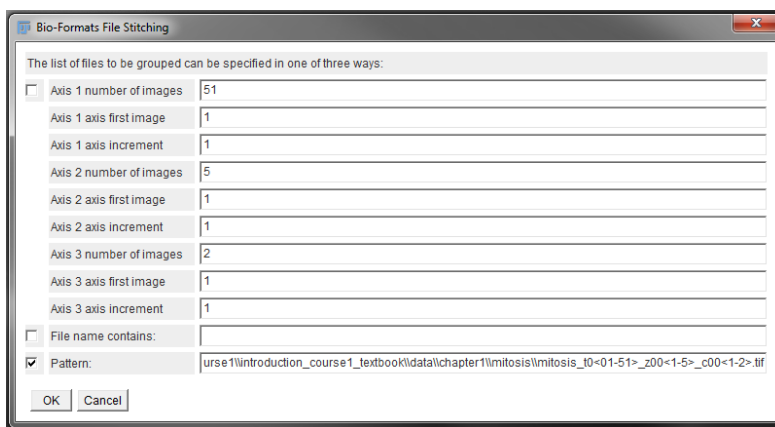 Bio-Formats File Stitching
The list of files to be grouped can be specified in one of three ways:
Axis 1 number of images 51
Axis 1 axis first image 1
Axis 1 axis increment 1
Axis 2 number of images 5
Axis 2 axis first image 1
Axis 2 axis increment 1
Axis 3 number of images 2
Axis 3 axis first image 1
Axis 3 axis increment 1
File name contains:
Pattern: urse1\\introduction_course1_textbook\\data\\chapter1\\mitosis\\mitosis_t0<01-51>_z00<1-5>_c00<1-2>.tif
OK Cancel